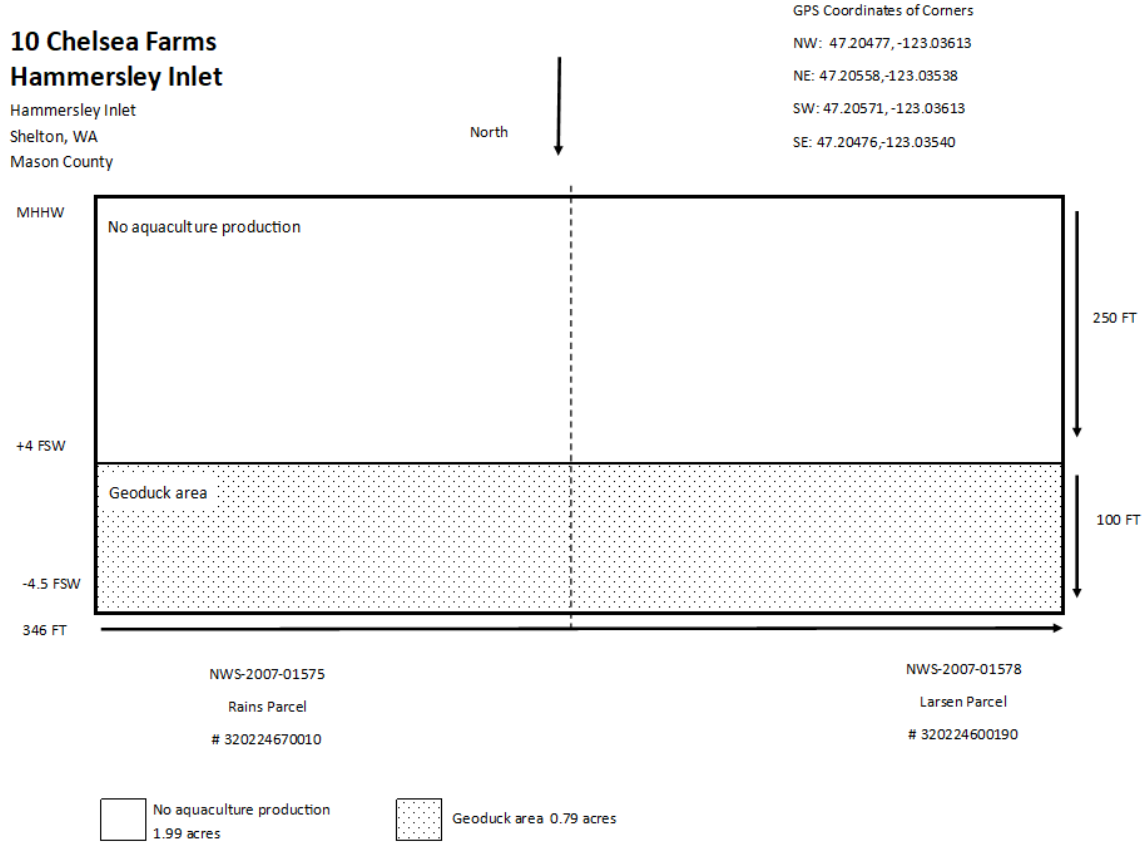 10 Chelsea Farms
Hammersley Inlet
Hammersley Inlet
Shelton, WA
Mason County
North
GPS Coordinates of Corners
NW: 47.20477, -123.03613
NE: 47.20558,-123.03538
SW: 47.20571, -123.03613
SE: 47.20476,-123.03540
MHHW
No aquaculture production
250 FT
+4 FSW
Geoduck area
100 FT
-4.5 FSW
346 FT
NWS-2007-01575
Rains Parcel
# 320224670010
NWS-2007-01578
Larsen Parcel
# 320224600190
No aquaculture production
1.99 acres
Geoduck area 0.79 acres